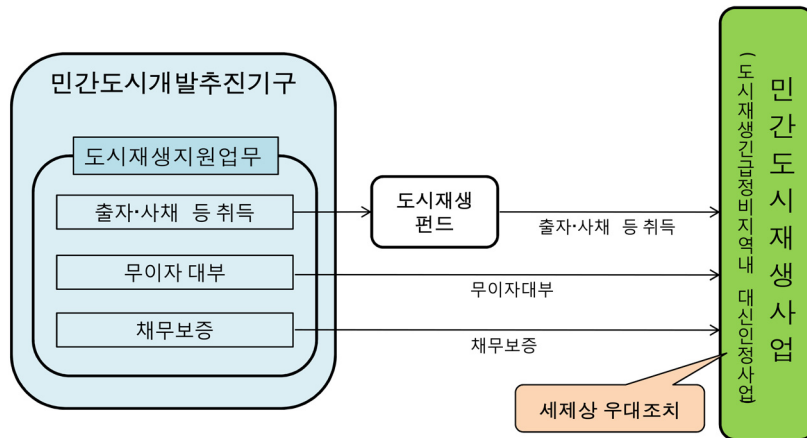 민간도시개발추진기구
도시재생지원업무
출자·사채 등 취득
무이자 대부
채무보증
도시재생
펀드
출자·사채 등 취득
무이자대부
채무보증
세제상 우대조치
민간도시재생사업
(도시재생긴급정비지역내 대신인정사업)